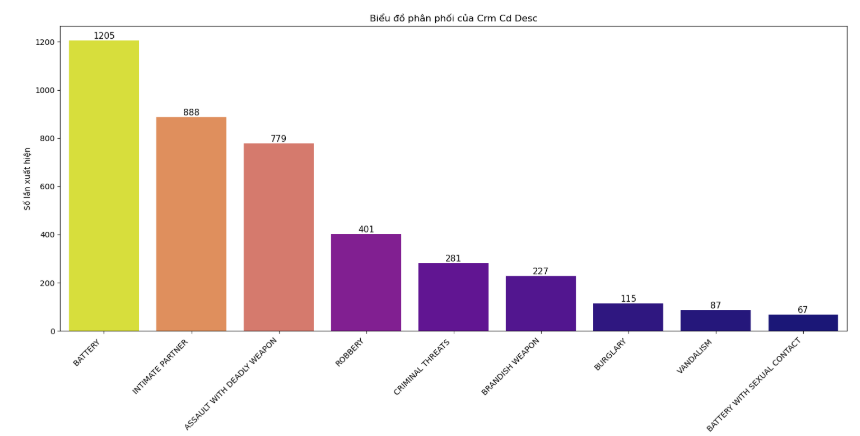 Biểu đồ phân phối của Crm Cd Desc
Số lần xuất hiện
1200
1000
800
600
400
200
0
1205
888
779
401
281
227
115
87
67
BATTERY
INTIMATE PARTNER
ASSAULT WITH DEADLY WEAPON
ROBBERY
CRIMINAL THREATS
BRANDISH WEAPON
BURGLARY
VANDALISM
BATTERY WITH SEXUAL CONTACT